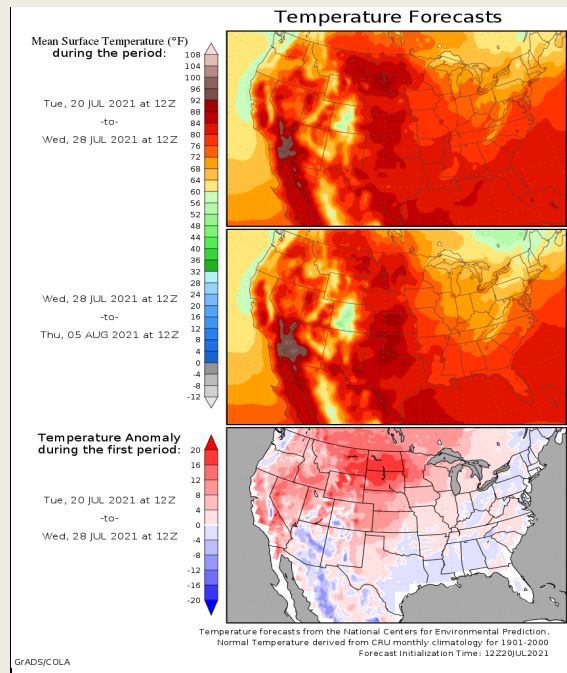 Temperature Forecasts
Mean Surface Temperature (°F)
during the period:
Tue, 20 JUL 2021 at 12Z
-to-
Wed, 28 JUL 2021 at 12Z
108
104
100
96
92
88
84
80
76
72
68
64
60
56
52
48
44
40
36
32
28
24
20
16
12
8
4
0
-4
-8
-12
Wed, 28 JUL 2021 at 12Z
-to-
Thu, 05 AUG 2021 at 12Z
Temperature Anomaly
during the first period:
Tue, 20 JUL 2021 at 12Z
-to-
Wed, 28 JUL 2021 at 12Z
20
16
12
8
4
0
-4
-8
-12
-16
-20
Temperature forecasts from the National Centers for Environmental Prediction.
Normal Temperature derived from CRU monthly climatology for 1901-2000
Forecast Initialization Time: 12Z20JUL2021
GrADS/COLA